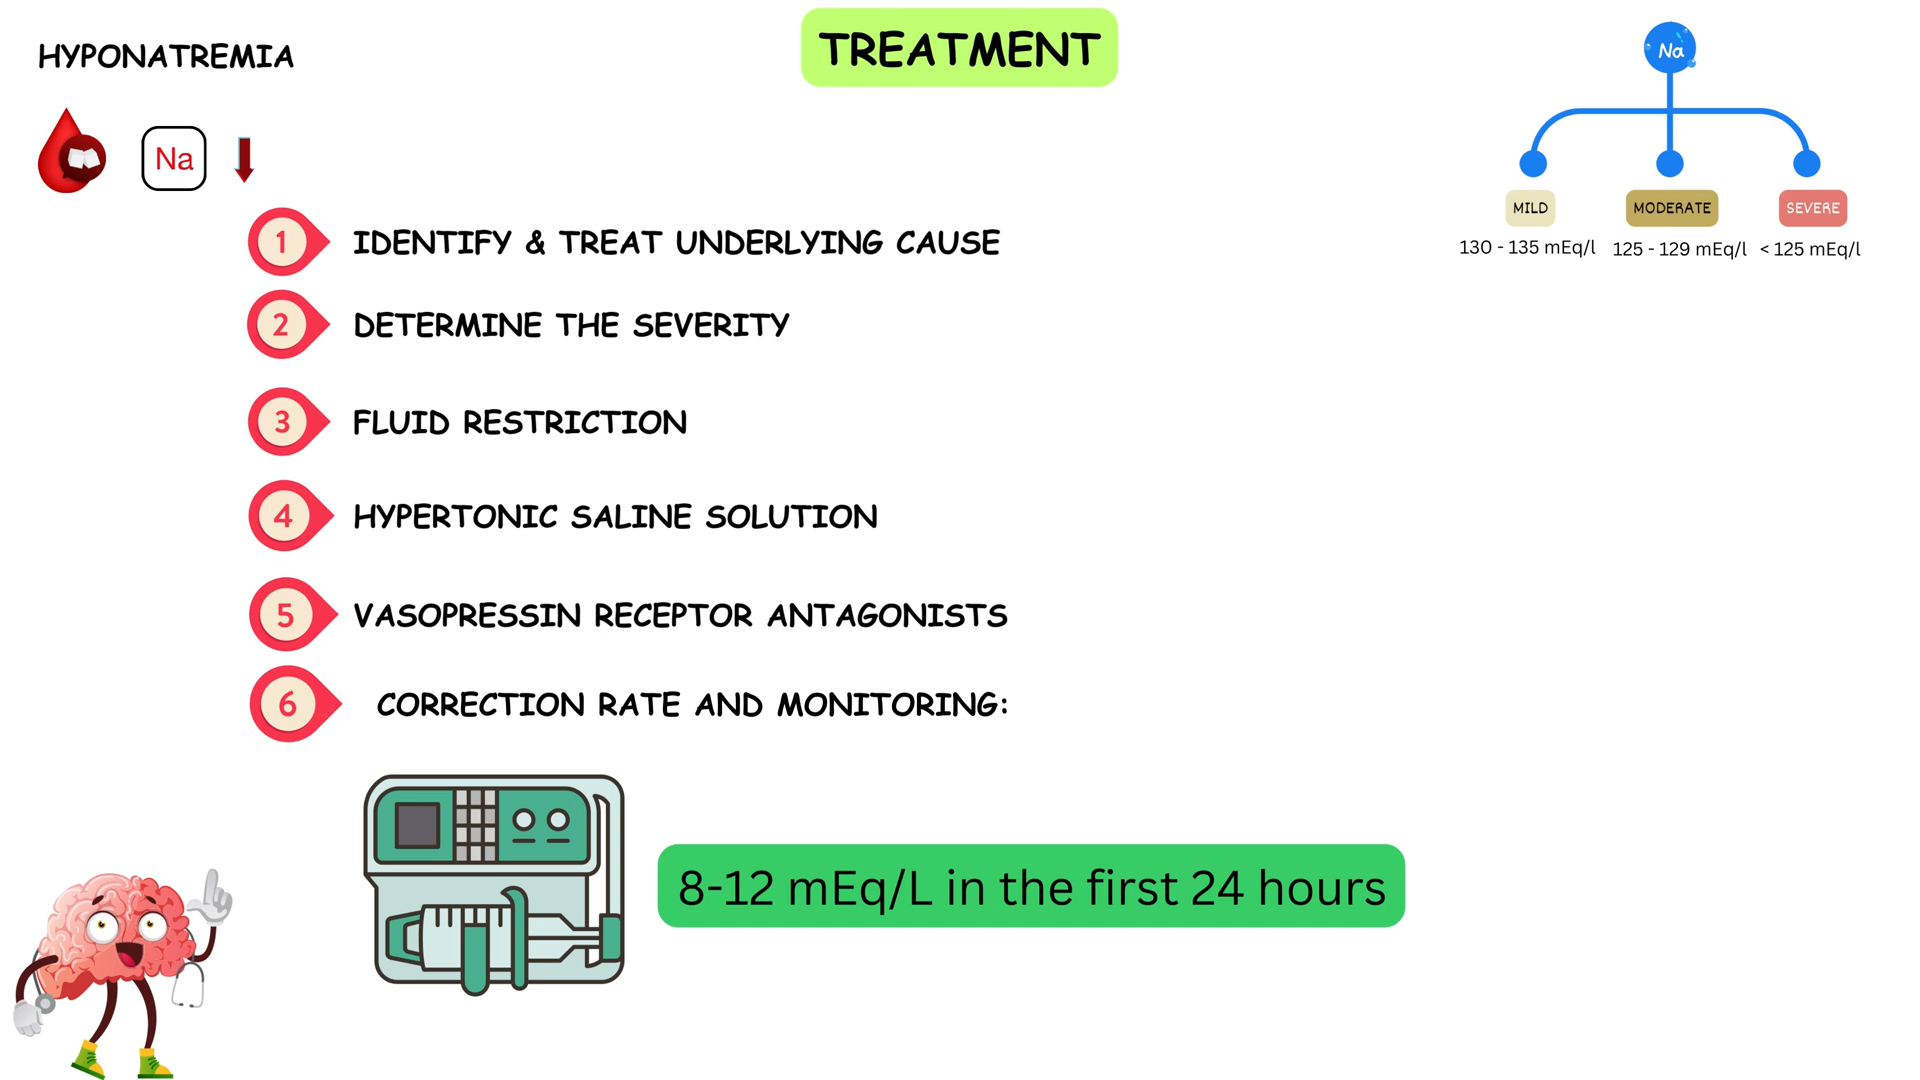 HYPONATREMIA
TREATMENT
Na
Na
MILD
MODERATE
SEVERE
130 - 135 mEq/l
125 - 129 mEq/l
< 125 mEq/l
1 IDENTIFY & TREAT UNDERLYING CAUSE
2 DETERMINE THE SEVERITY
3 FLUID RESTRICTION
4 HYPERTONIC SALINE SOLUTION
5 VASOPRESSIN RECEPTOR ANTAGONISTS
6 CORRECTION RATE AND MONITORING:
8-12 mEq/L in the first 24 hours